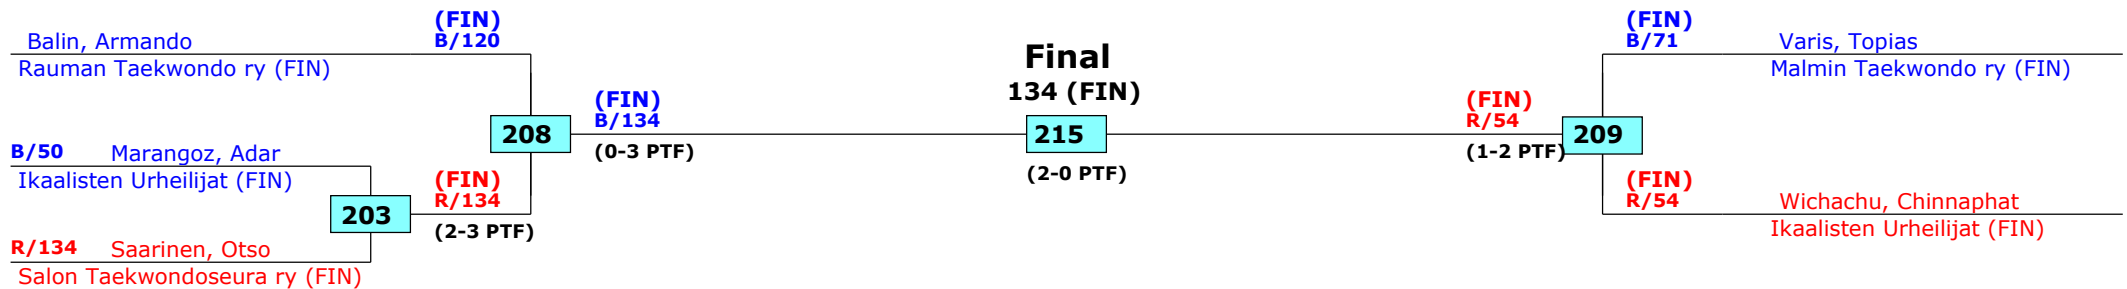 (FIN)
B/120
Balin, Armando
Rauman Taekwondo ry (FIN)
B/50 Marangoz, Adar
Ikaalisten Urheilijat (FIN)
203
R/134 Saarinen, Otso
Salon Taekwondoseura ry (FIN)
(FIN)
R/134
(2-3 PTF)
208
(FIN)
B/134
(0-3 PTF)
Final
134 (FIN)
215
(2-0 PTF)
(FIN)
R/54
(1-2 PTF)
209
(FIN)
B/71
Varis, Topias
Malmin Taekwondo ry (FIN)
(FIN)
R/54
Wichachu, Chinnaphat
Ikaalisten Urheilijat (FIN)